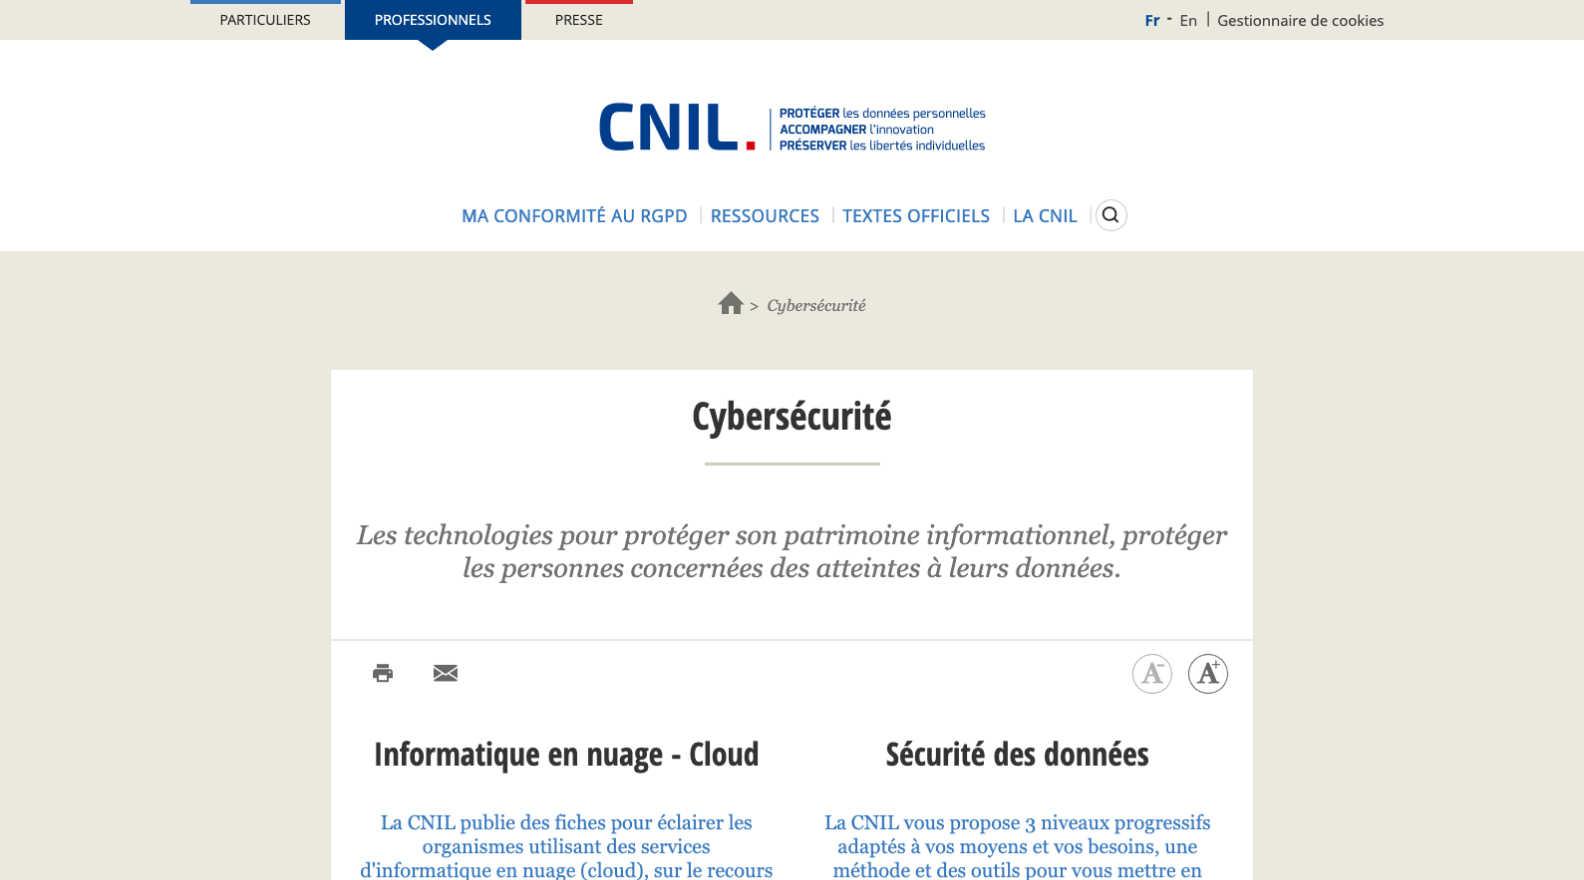 PARTICULIERS
PROFESSIONNELS
PRESSE
Fr - En | Gestionnaire de cookies
CNIL.
PROTÉGER les données personnelles
ACCOMPAGNER l'innovation
PRÉSERVER les libertés individuelles
MA CONFORMITÉ AU RGPD | RESSOURCES | TEXTES OFFICIELS | LA CNIL
> Cybersécurité
Cybersécurité
Les technologies pour protéger son patrimoine informationnel, protéger
les personnes concernées des atteintes à leurs données.
A- A+
Informatique en nuage - Cloud
La CNIL publie des fiches pour éclairer les
organismes utilisant des services
d'informatique en nuage (cloud), sur le recours
Sécurité des données
La CNIL vous propose 3 niveaux progressifs
adaptés à vos moyens et vos besoins, une
méthode et des outils pour vous mettre en